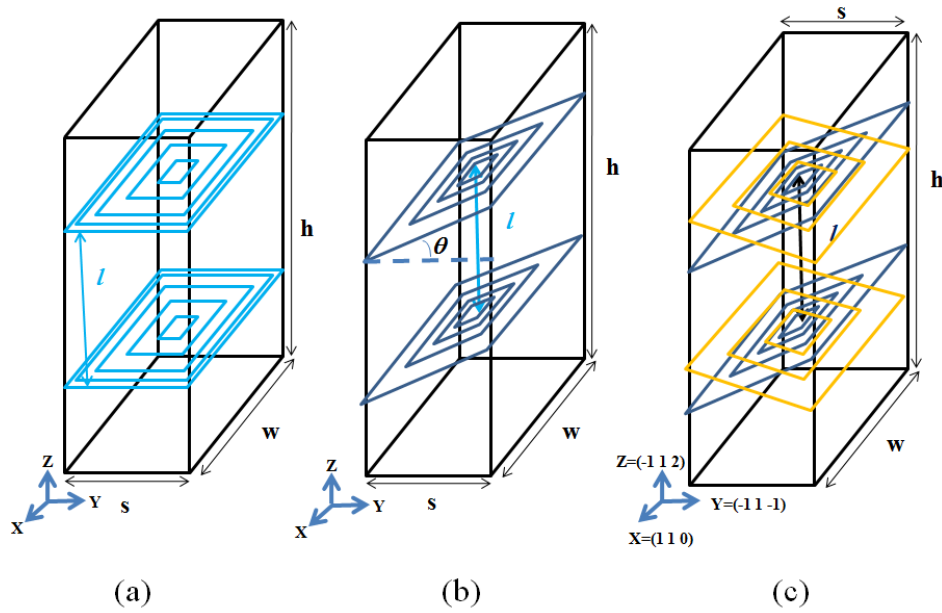 h
l
w
s
Z
Y
X
(a)
h
l
θ
w
s
Z
Y
X
(b)
s
h
l
w
Z=(-1 1 2)
Y=(-1 1 -1)
X=(1 1 0)
(c)